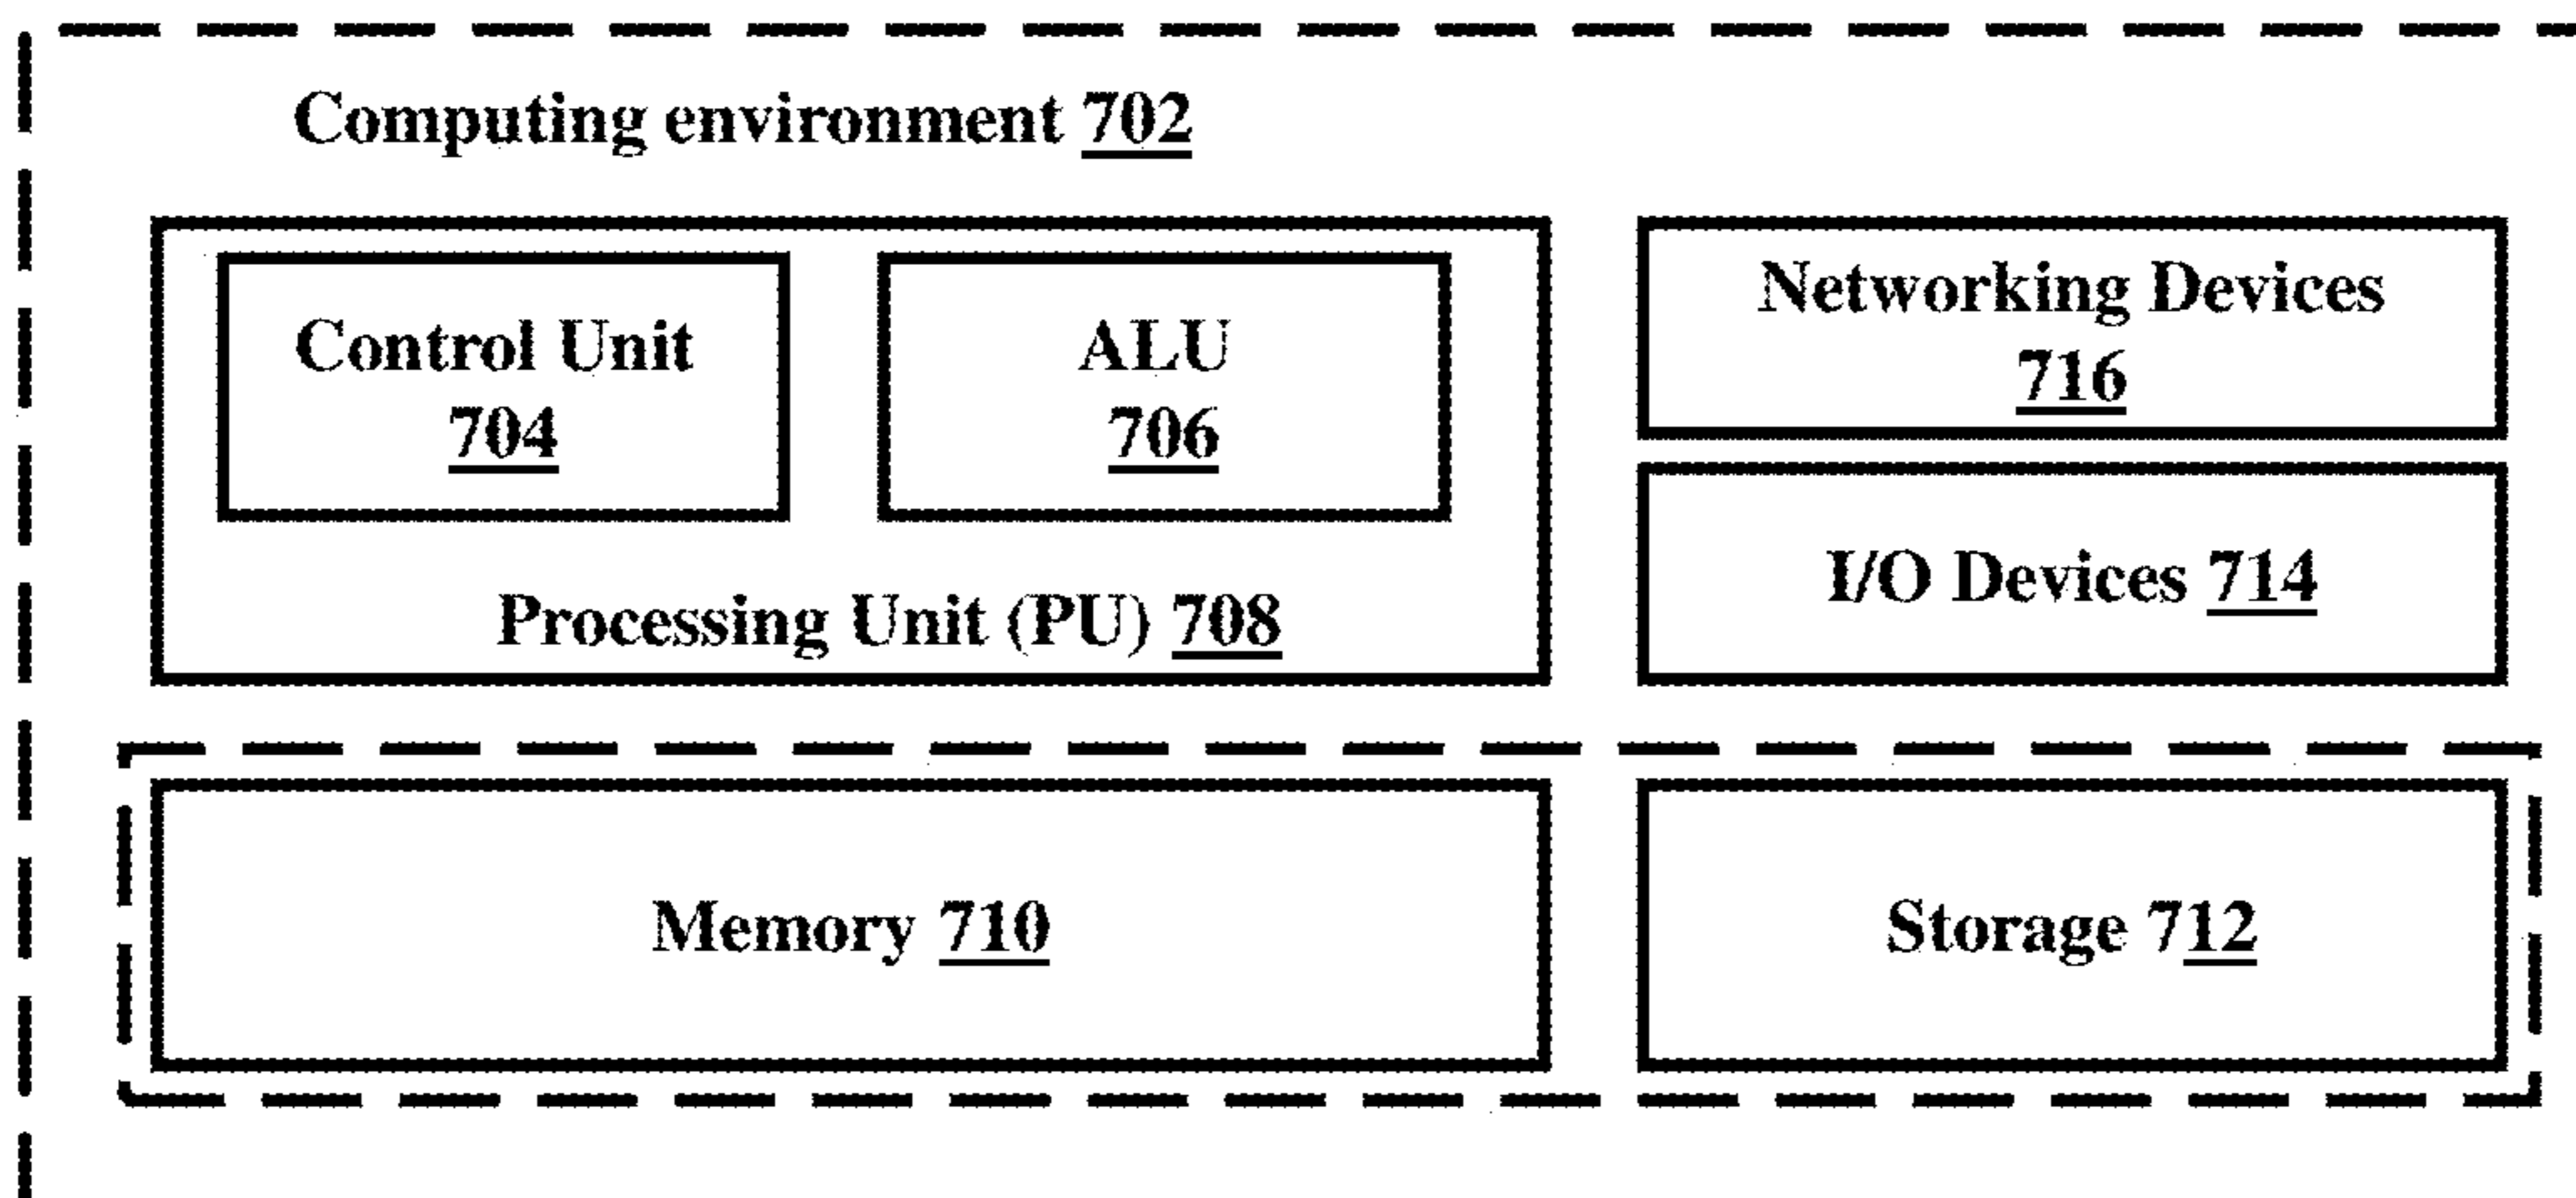 Computing environment 702
Control Unit
704
ALU
706
Processing Unit (PU) 708
Networking Devices
716
I/O Devices 714
Memory 710
Storage 712